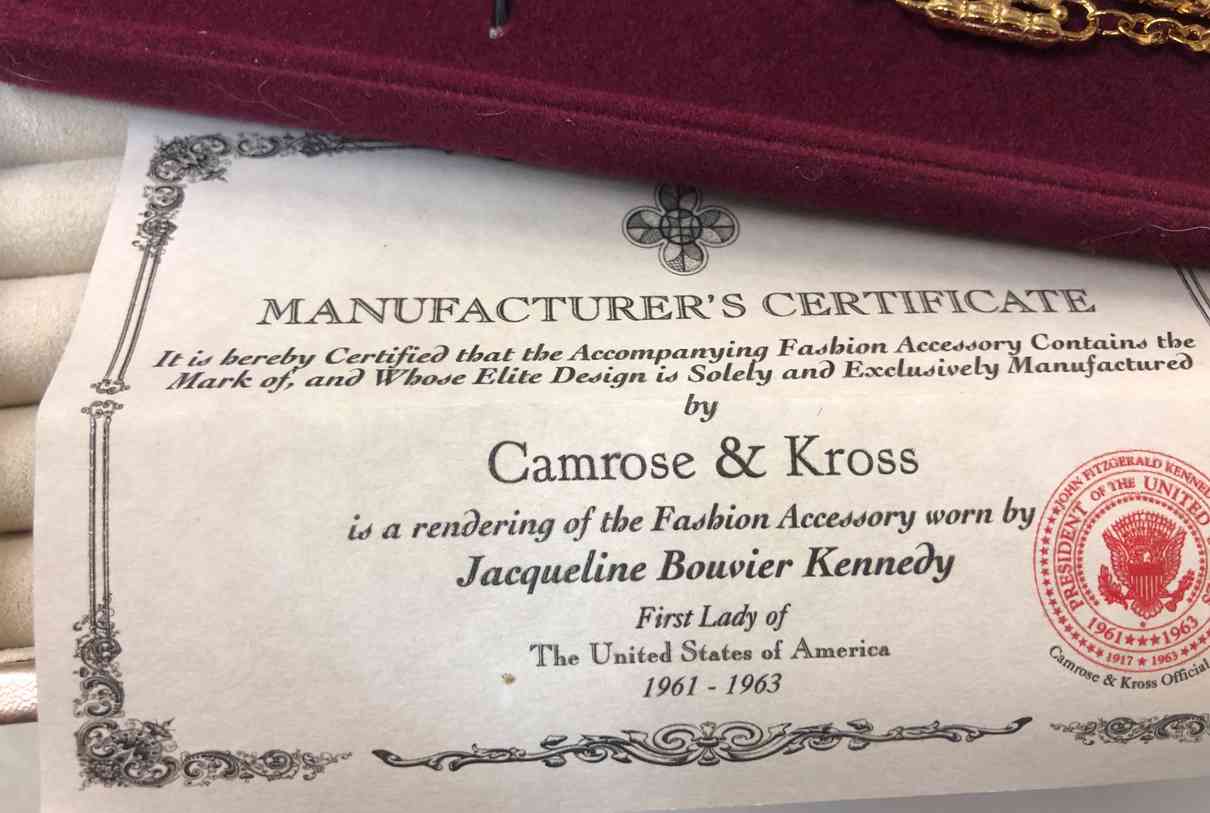 MANUFACTURER'S CERTIFICATE
It is hereby Certified that the Accompanying Fashion Accessory Contains the
Mark of, and Whose Elite Design is Solely and Exclusively Manufactured
by
Camrose & Kross
is a rendering of the Fashion Accessory worn by
Jacqueline Bouvier Kennedy
First Lady of
The United States of America
1961 - 1963
JOHN FITZGERALD
PRESIDENT OF THE UNITED
1961 ★★★ 1963
1917 ★ 1963
Camrose & Kross Official